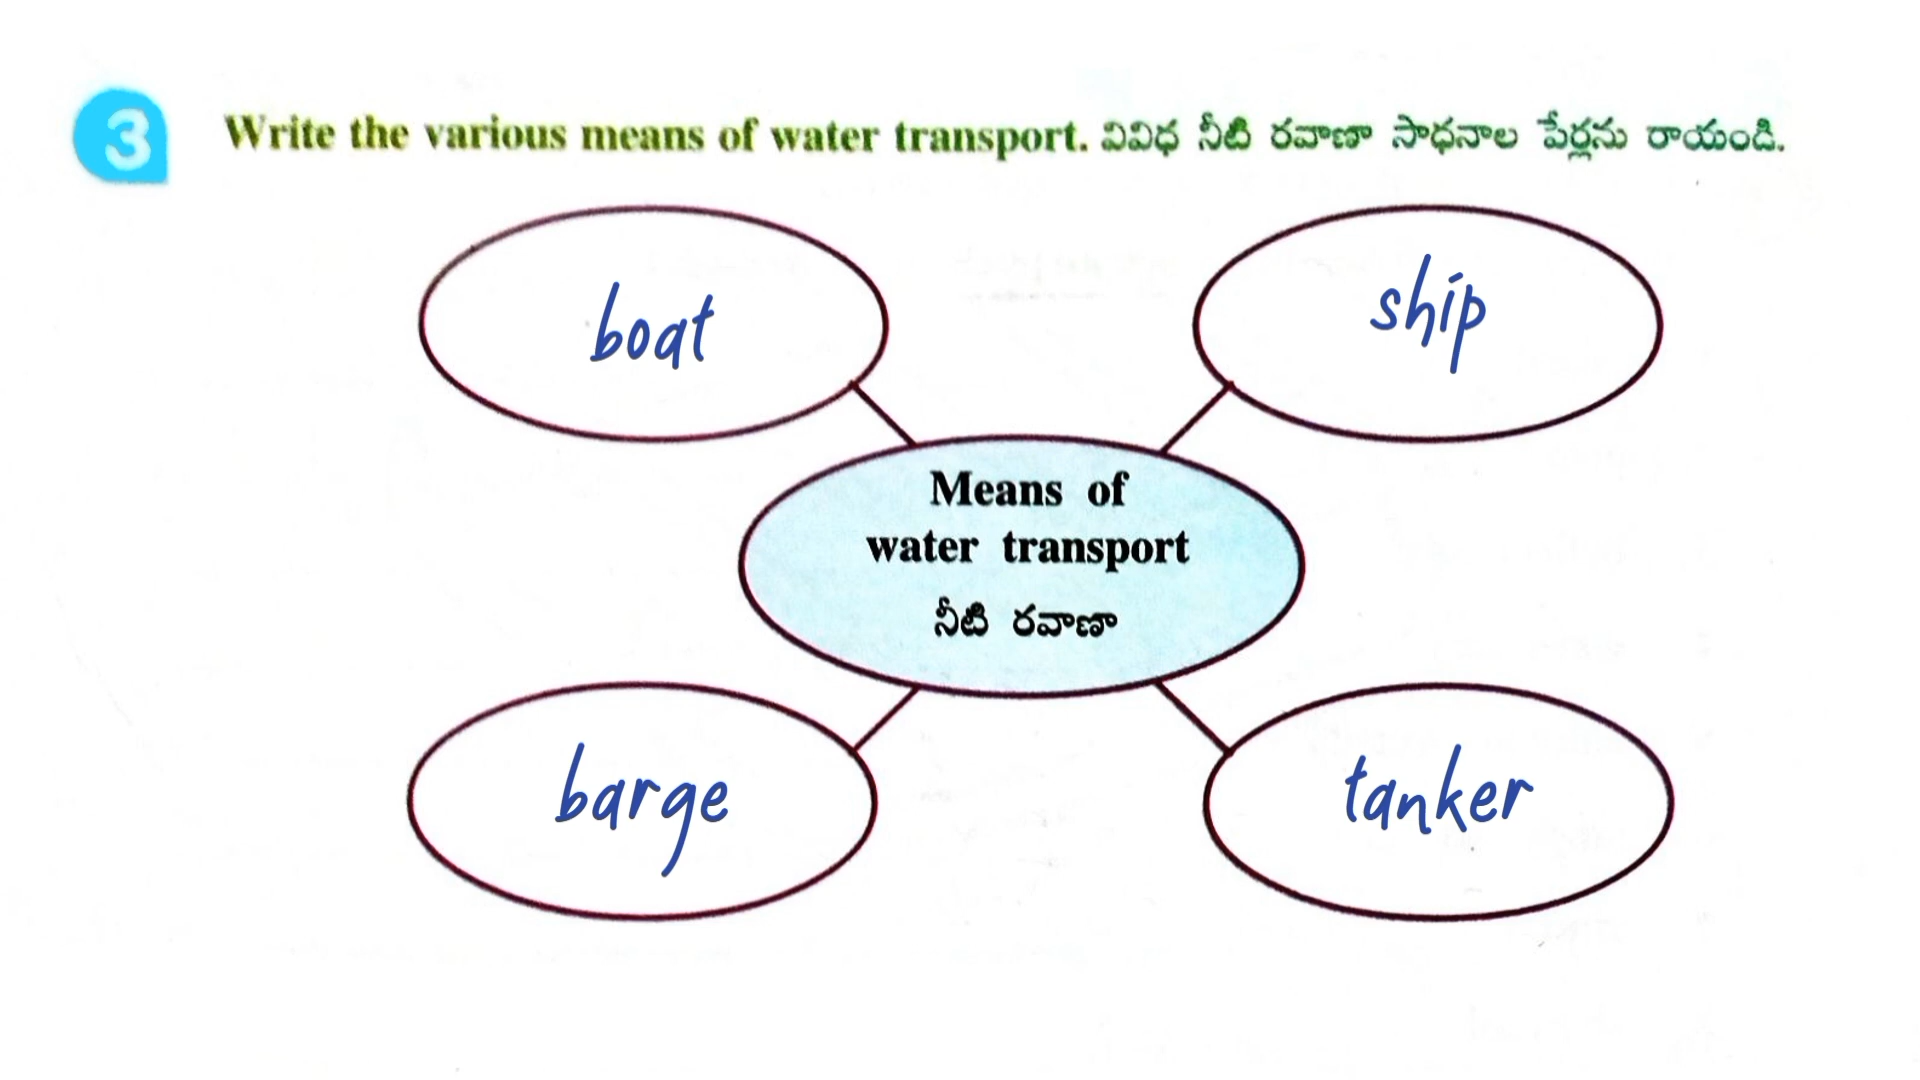 3 Write the various means of water transport. వివిధ నీటి రవాణా సాధనాల పేర్లను రాయండి.
boat
ship
Means of
water transport
నీటి రవాణా
barge
tanker